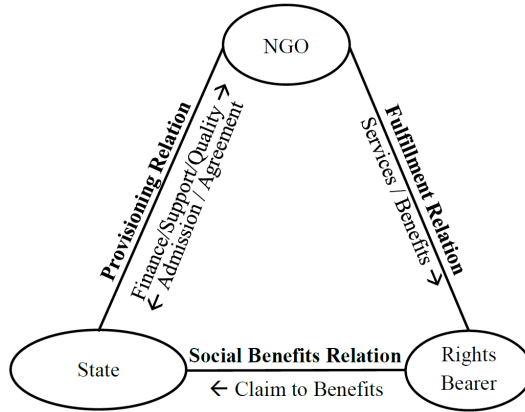 NGO
Provisioning Relation
Finance/Support/Quality →
← Admission / Agreement
Fulfillment Relation
Services / Benefits →
State
Social Benefits Relation
← Claim to Benefits
Rights
Bearer